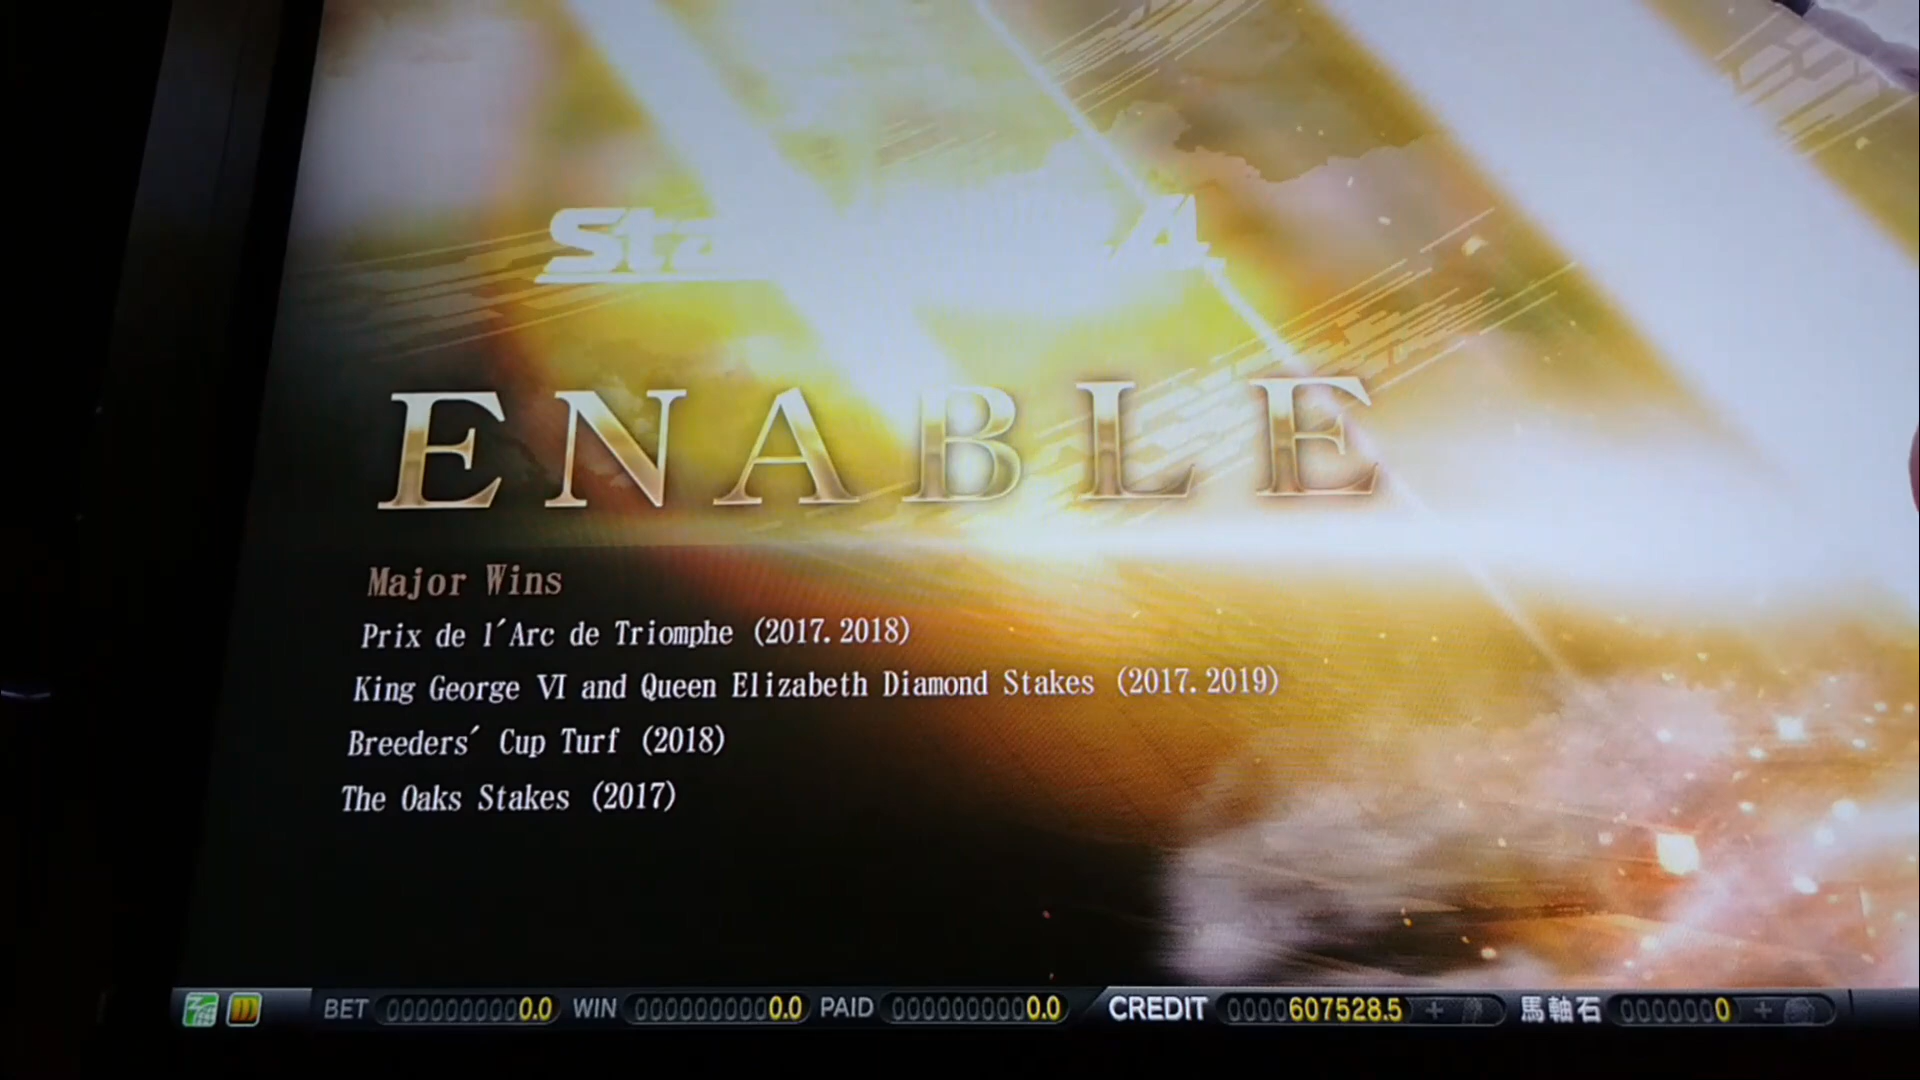 ENABLE
Major Wins
Prix de l´Arc de Triomphe (2017.2018)
King George VI and Queen Elizabeth Diamond Stakes (2017.2019)
Breeders´ Cup Turf (2018)
The Oaks Stakes (2017)
BET 0000000000.0 WIN 0000000000.0 PAID 0000000000.0 CREDIT 0000607528.5 + 馬軸石 0000000 +